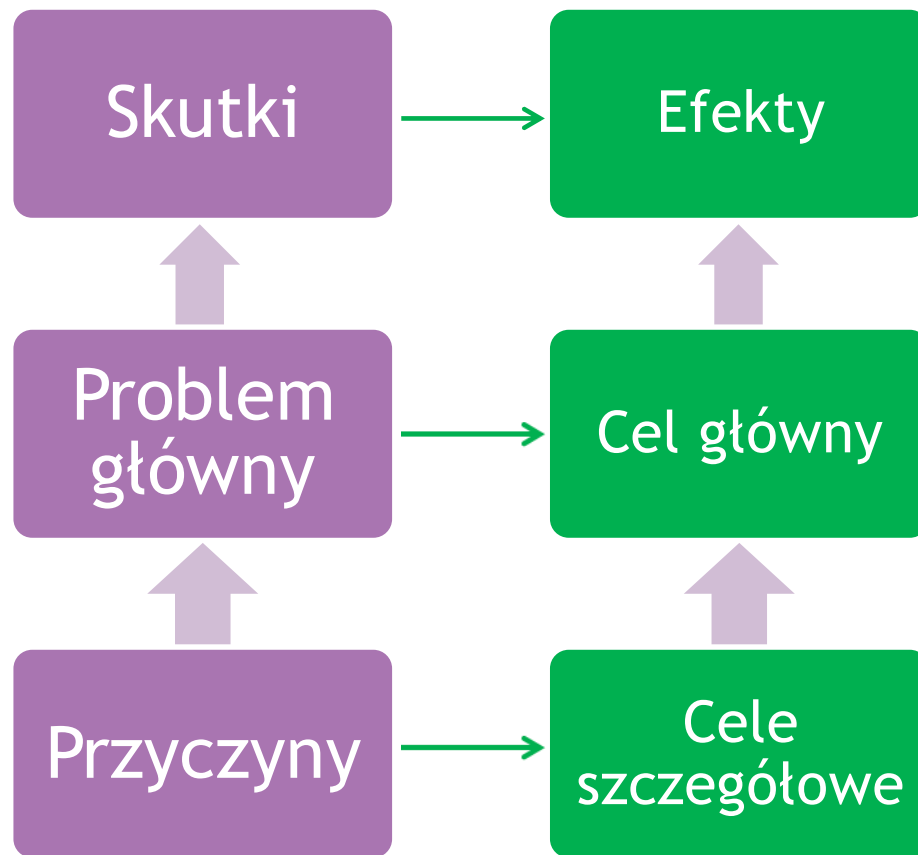 Skutki
Efekty
Problem
główny
Cel główny
Przyczyny
Cele
szczegółowe